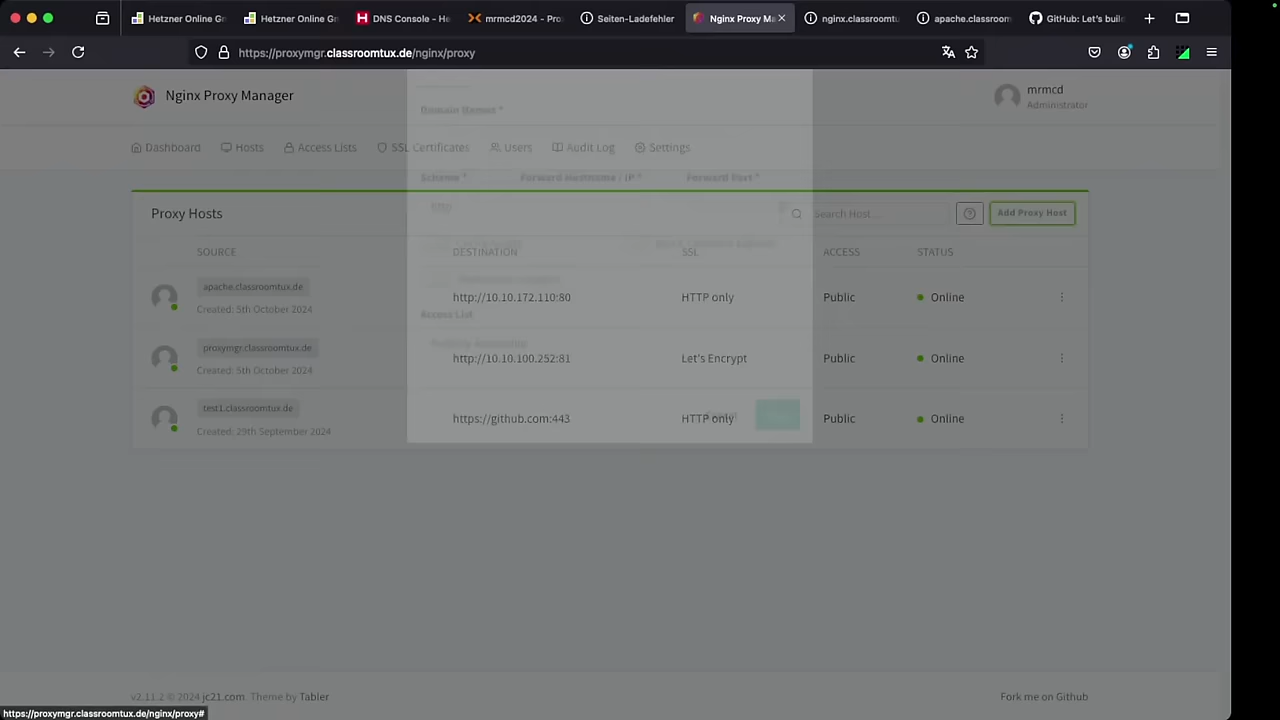 Hetzner Online Gr
Hetzner Online Gr
DNS Console - He
mrmcd2024 - Pro
Seiten-Ladefehler
Nginx Proxy Ma
nginx.classroomtu
apache.classroom
GitHub: Let's build
https://proxymgr.classroomtux.de/nginx/proxy
Nginx Proxy Manager
mrmcd
Administrator
Domain Names *
Dashboard Hosts Access Lists SSL Certificates Users Audit Log Settings
Scheme * Forward Hostname / IP * Forward Port *
http
Proxy Hosts
Search Host…
Add Proxy Host
SOURCE DESTINATION SSL ACCESS STATUS
apache.classroomtux.de
Created: 5th October 2024
http://10.10.172.110:80 HTTP only Public Online
Access List
proxymgr.classroomtux.de
Created: 5th October 2024
http://10.10.100.252:81 Let's Encrypt Public Online
test1.classroomtux.de
Created: 29th September 2024
https://github.com:443 HTTP only Public Online
v2.11.2 © 2024 jc21.com. Theme by Tabler
Fork me on Github
https://proxymgr.classroomtux.de/nginx/proxy#